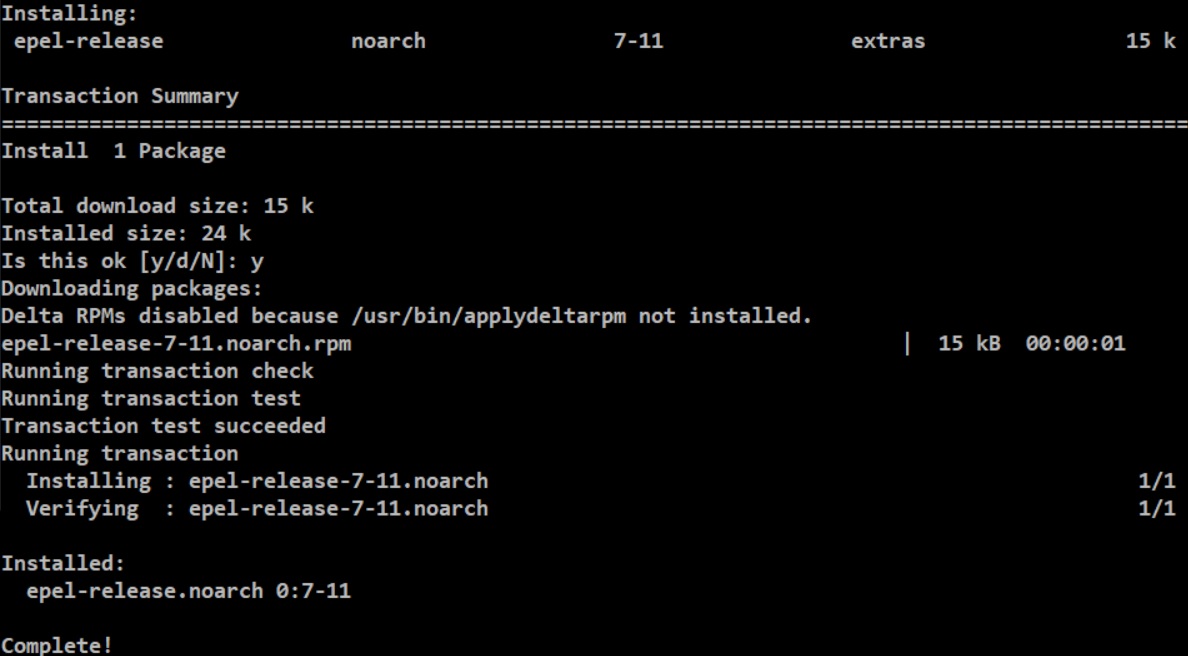 Installing:
 epel-release               noarch               7-11               extras                15 k
Transaction Summary
================================================================================================
Install  1 Package
Total download size: 15 k
Installed size: 24 k
Is this ok [y/d/N]: y
Downloading packages:
Delta RPMs disabled because /usr/bin/applydeltarpm not installed.
epel-release-7-11.noarch.rpm                                            |  15 kB  00:00:01
Running transaction check
Running transaction test
Transaction test succeeded
Running transaction
  Installing : epel-release-7-11.noarch                                                    1/1
  Verifying  : epel-release-7-11.noarch                                                    1/1
Installed:
  epel-release.noarch 0:7-11
Complete!